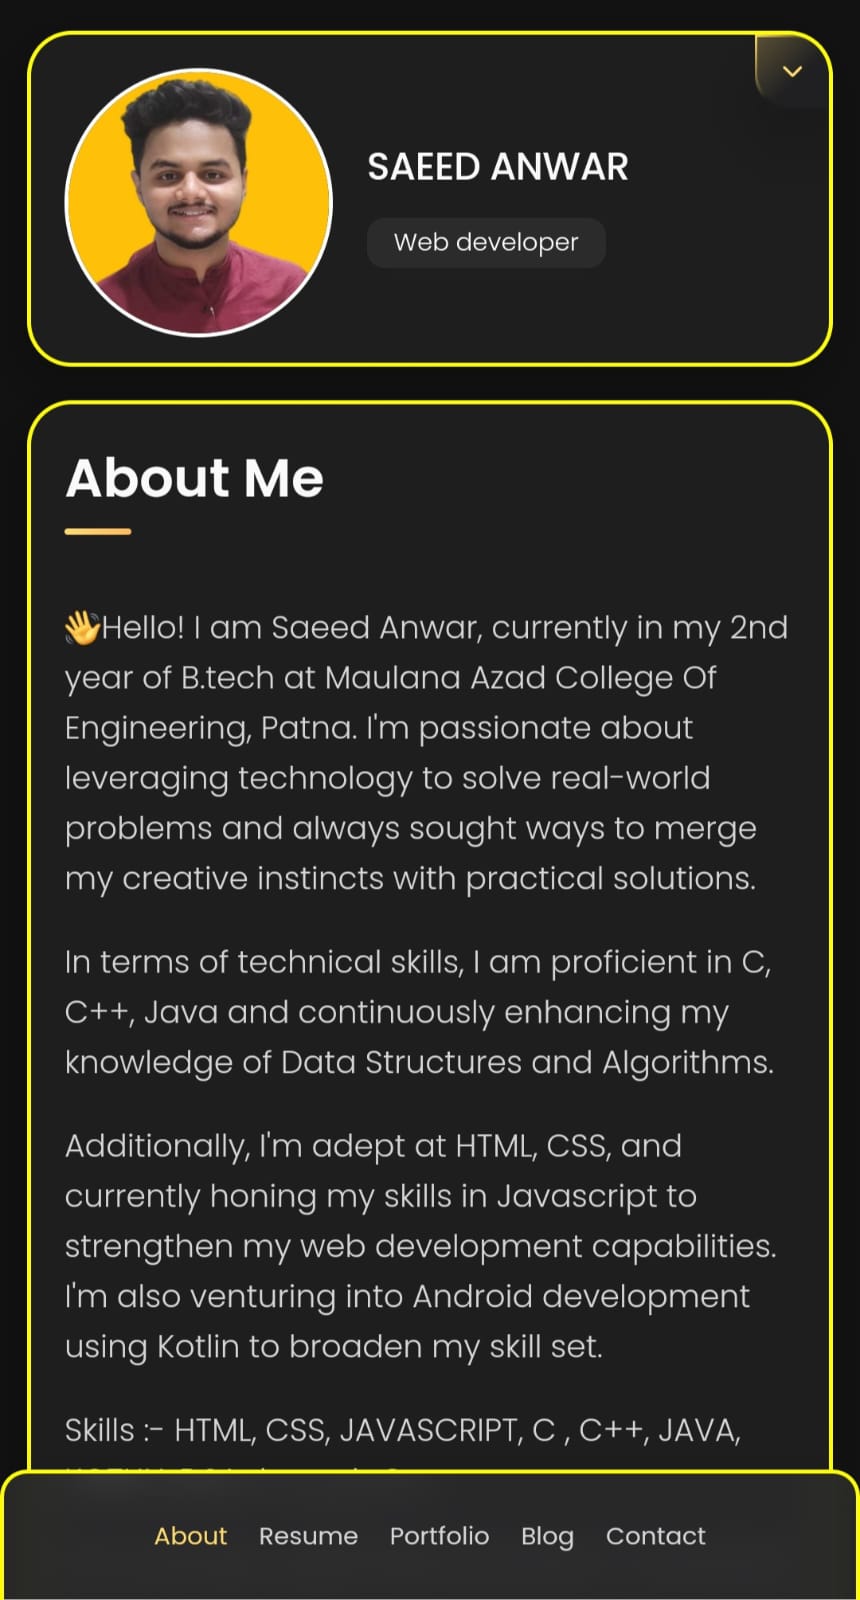 SAEED ANWAR
Web developer
About Me
👋Hello! I am Saeed Anwar, currently in my 2nd
year of B.tech at Maulana Azad College Of
Engineering, Patna. I'm passionate about
leveraging technology to solve real-world
problems and always sought ways to merge
my creative instincts with practical solutions.
In terms of technical skills, I am proficient in C,
C++, Java and continuously enhancing my
knowledge of Data Structures and Algorithms.
Additionally, I'm adept at HTML, CSS, and
currently honing my skills in Javascript to
strengthen my web development capabilities.
I'm also venturing into Android development
using Kotlin to broaden my skill set.
Skills :- HTML, CSS, JAVASCRIPT, C , C++, JAVA,
About Resume Portfolio Blog Contact